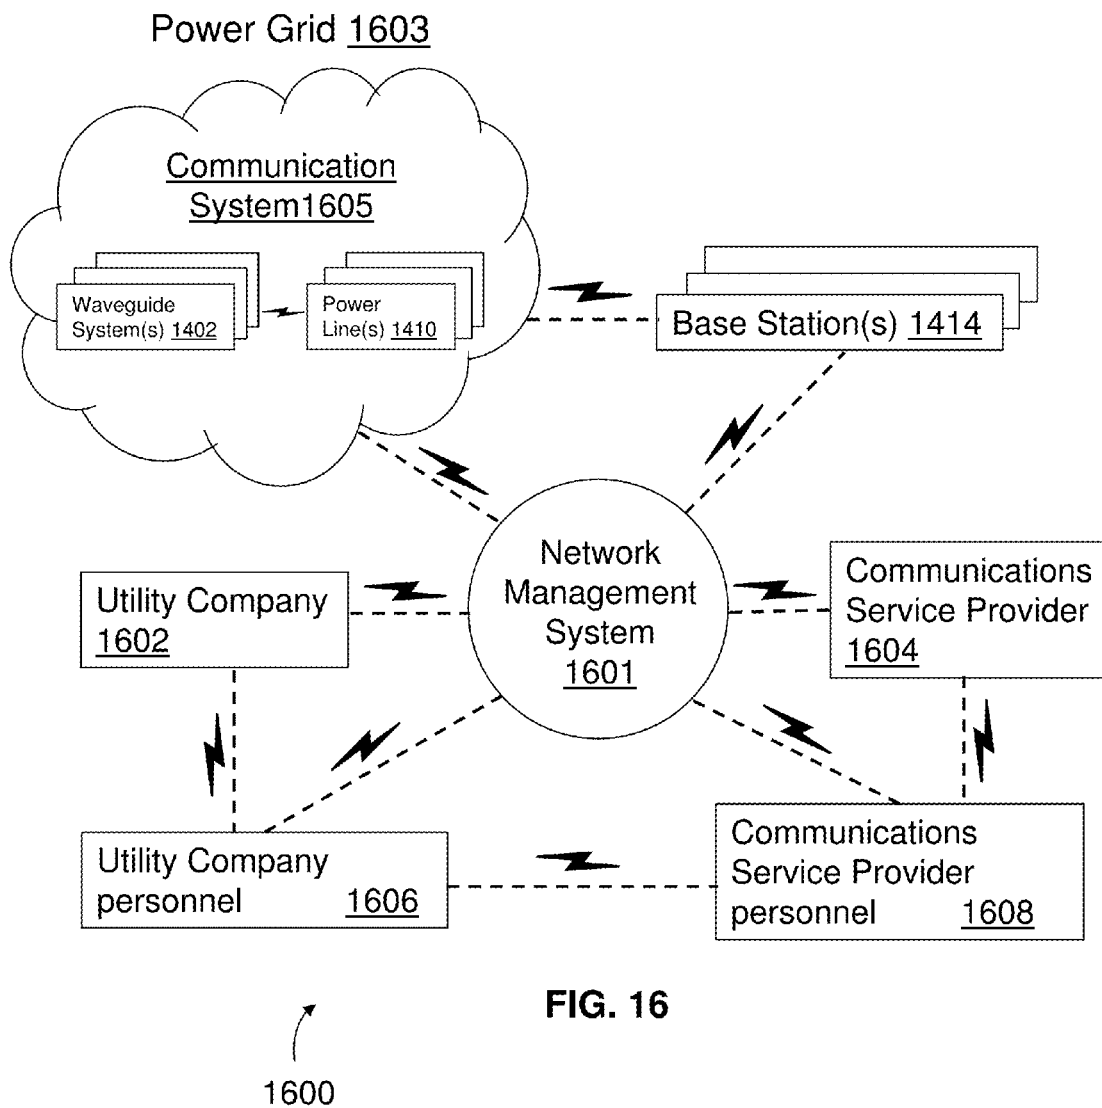 Power Grid 1603
Communication
System1605
Waveguide
System(s) 1402
Power
Line(s) 1410
Base Station(s) 1414
Network
Management
System
1601
Utility Company
1602
Communications
Service Provider
1604
Utility Company
personnel 1606
Communications
Service Provider
personnel 1608
FIG. 16
1600